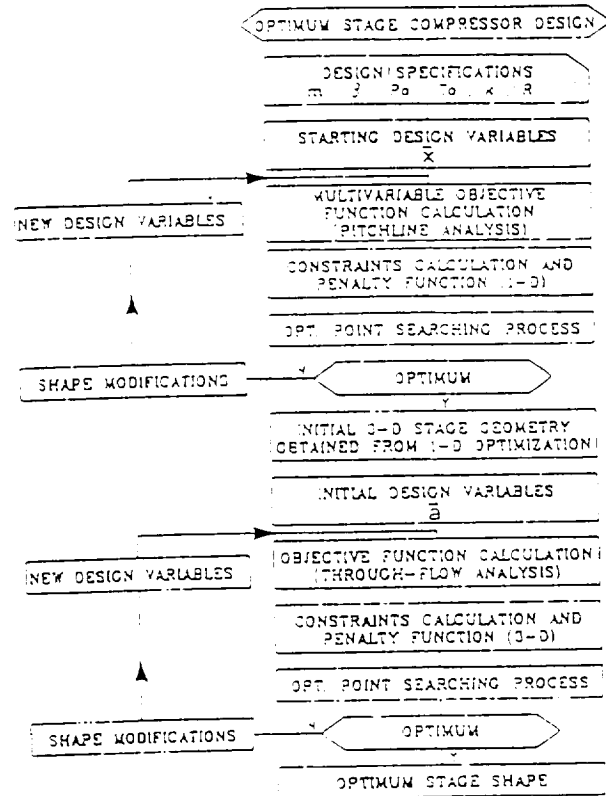 OPTIMUM STAGE COMPRESSOR DESIGN
DESIGN SPECIFICATIONS
m Pa Ta k R
STARTING DESIGN VARIABLES
x̄
MULTIVARIABLE OBJECTIVE
FUNCTION CALCULATION
(PITCHLINE ANALYSIS)
NEW DESIGN VARIABLES
CONSTRAINTS CALCULATION AND
PENALTY FUNCTION (1-D)
OPT. POINT SEARCHING PROCESS
SHAPE MODIFICATIONS
OPTIMUM
Y
INITIAL 3-D STAGE GEOMETRY
OBTAINED FROM 1-D OPTIMIZATION
INITIAL DESIGN VARIABLES
ā
OBJECTIVE FUNCTION CALCULATION
(THROUGH-FLOW ANALYSIS)
NEW DESIGN VARIABLES
CONSTRAINTS CALCULATION AND
PENALTY FUNCTION (3-D)
OPT. POINT SEARCHING PROCESS
SHAPE MODIFICATIONS
OPTIMUM
OPTIMUM STAGE SHAPE